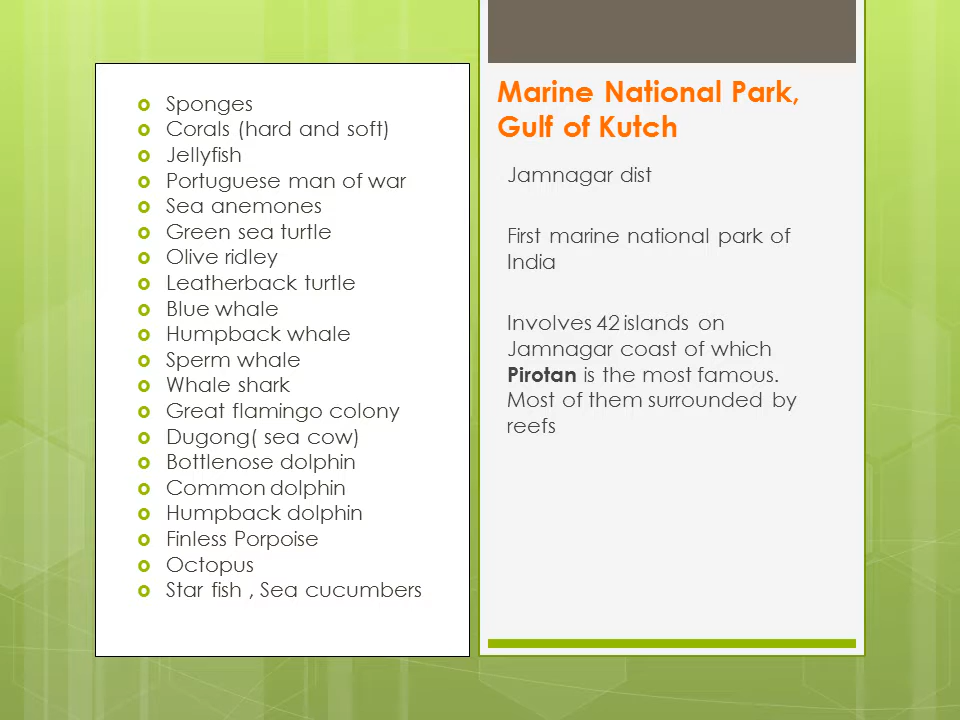 Sponges
Corals (hard and soft)
Jellyfish
Portuguese man of war
Sea anemones
Green sea turtle
Olive ridley
Leatherback turtle
Blue whale
Humpback whale
Sperm whale
Whale shark
Great flamingo colony
Dugong( sea cow)
Bottlenose dolphin
Common dolphin
Humpback dolphin
Finless Porpoise
Octopus
Star fish , Sea cucumbers
Marine National Park,
Gulf of Kutch
Jamnagar dist
First marine national park of
India
Involves 42 islands on
Jamnagar coast of which
Pirotan is the most famous.
Most of them surrounded by
reefs